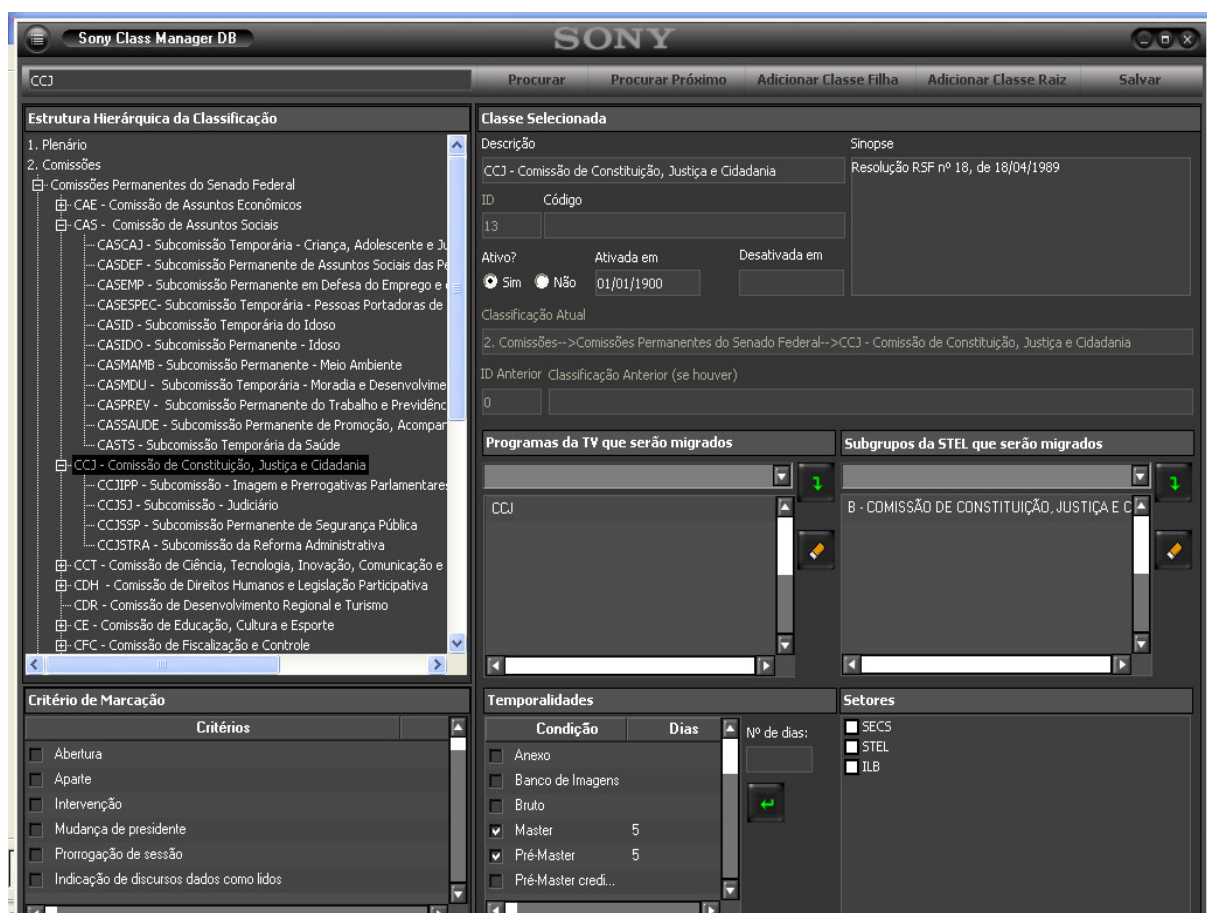 Sony Class Manager DB
SONY
CCJ
Procurar
Procurar Próximo
Adicionar Classe Filha
Adicionar Classe Raiz
Salvar
Estrutura Hierárquica da Classificação
1. Plenário
2. Comissões
Comissões Permanentes do Senado Federal
CAE - Comissão de Assuntos Econômicos
CAS - Comissão de Assuntos Sociais
CASCAJ - Subcomissão Temporária - Criança, Adolescente e Ju
CASDEF - Subcomissão Permanente de Assuntos Sociais das Pe
CASEMP - Subcomissão Permanente em Defesa do Emprego e
CASESPEC- Subcomissão Temporária - Pessoas Portadoras de
CASID - Subcomissão Temporária do Idoso
CASIDO - Subcomissão Permanente - Idoso
CASMAMB - Subcomissão Permanente - Meio Ambiente
CASMDU - Subcomissão Temporária - Moradia e Desenvolvime
CASPREV - Subcomissão Permanente do Trabalho e Previdênc
CASSAUDE - Subcomissão Permanente de Promoção, Acompar
CASTS - Subcomissão Temporária da Saúde
CCJ - Comissão de Constituição, Justiça e Cidadania
CCJIPP - Subcomissão - Imagem e Prerrogativas Parlamentares
CCJSJ - Subcomissão - Judiciário
CCJSSP - Subcomissão Permanente de Segurança Pública
CCJSTRA - Subcomissão da Reforma Administrativa
CCT - Comissão de Ciência, Tecnologia, Inovação, Comunicação e
CDH - Comissão de Direitos Humanos e Legislação Participativa
CDR - Comissão de Desenvolvimento Regional e Turismo
CE - Comissão de Educação, Cultura e Esporte
CFC - Comissão de Fiscalização e Controle
Classe Selecionada
Descrição
CCJ - Comissão de Constituição, Justiça e Cidadania
Sinopse
Resolução RSF nº 18, de 18/04/1989
ID
Código
13
Ativo?
Ativada em
Desativada em
Sim
Não
01/01/1900
Classificação Atual
2. Comissões-->Comissões Permanentes do Senado Federal-->CCJ - Comissão de Constituição, Justiça e Cidadania
ID Anterior
Classificação Anterior (se houver)
0
Programas da TV que serão migrados
CCJ
Subgrupos da STEL que serão migrados
B - COMISSÃO DE CONSTITUIÇÃO, JUSTIÇA E C
Critério de Marcação
Critérios
Abertura
Aparte
Intervenção
Mudança de presidente
Prorrogação de sessão
Indicação de discursos dados como lidos
Temporalidades
Condição
Dias
Anexo
Banco de Imagens
Bruto
Master 5
Pré-Master 5
Pré-Master credi...
Nº de dias:
Setores
SECS
STEL
ILB